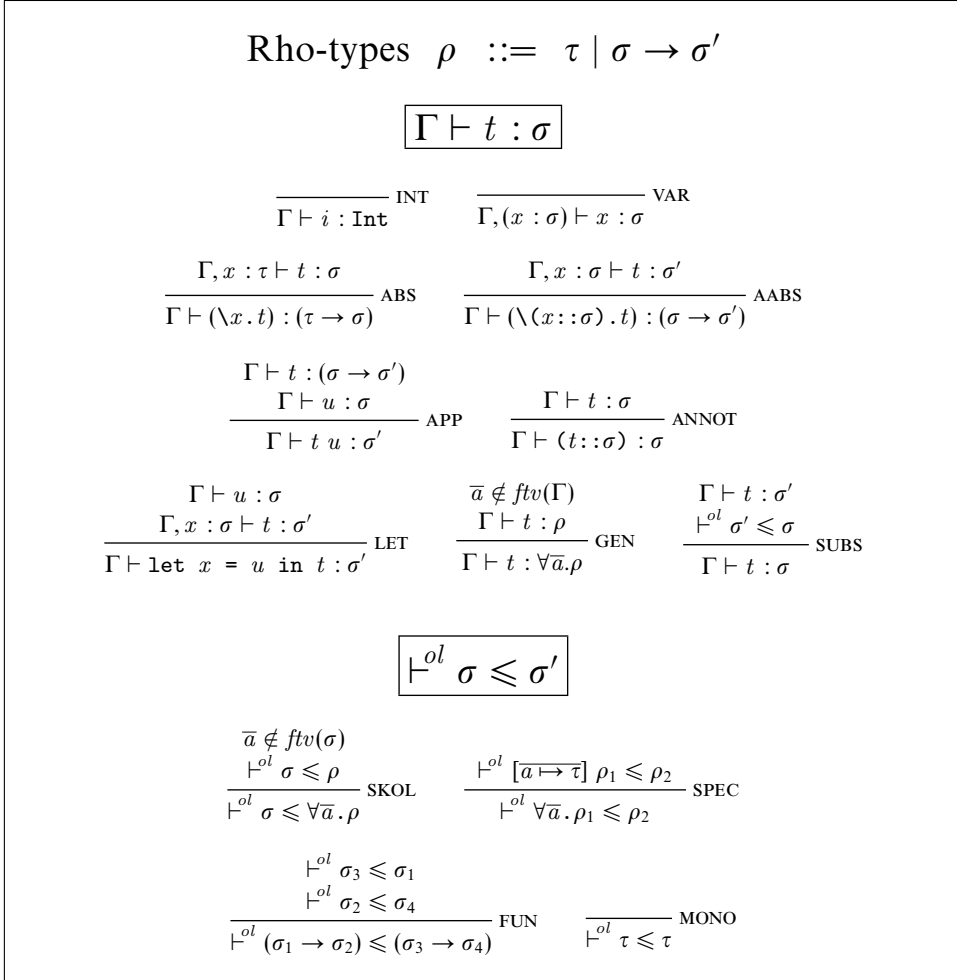 Rho-types ρ ::= τ | σ → σ′
Γ ⊢ t : σ
INT VAR
Γ ⊢ i : Int Γ, (x : σ) ⊢ x : σ
Γ, x : τ ⊢ t : σ Γ, x : σ ⊢ t : σ′
ABS AABS
Γ ⊢ (\x.t) : (τ → σ) Γ ⊢ (\(x::σ).t) : (σ → σ′)
Γ ⊢ t : (σ → σ′)
Γ ⊢ u : σ Γ ⊢ t : σ
APP ANNOT
Γ ⊢ t u : σ′ Γ ⊢ (t::σ) : σ
Γ ⊢ u : σ a̅ ∉ ftv(Γ) Γ ⊢ t : σ′
Γ, x : σ ⊢ t : σ′ Γ ⊢ t : ρ ⊢ol σ′ ⩽ σ
LET GEN SUBS
Γ ⊢ let x = u in t : σ′ Γ ⊢ t : ∀a̅.ρ Γ ⊢ t : σ
⊢ol σ ⩽ σ′
a̅ ∉ ftv(σ)
⊢ol σ ⩽ ρ ⊢ol [a̅ ↦ τ̅] ρ1 ⩽ ρ2
SKOL SPEC
⊢ol σ ⩽ ∀a̅.ρ ⊢ol ∀a̅.ρ1 ⩽ ρ2
⊢ol σ3 ⩽ σ1
⊢ol σ2 ⩽ σ4
FUN MONO
⊢ol (σ1 → σ2) ⩽ (σ3 → σ4) ⊢ol τ ⩽ τ